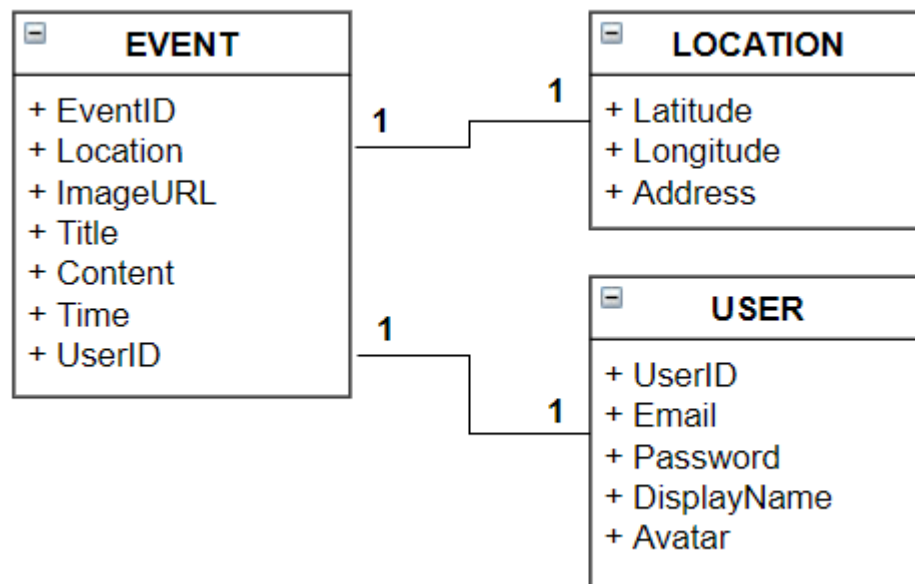 EVENT
+ EventID
+ Location
+ ImageURL
+ Title
+ Content
+ Time
+ UserID
1
1
LOCATION
+ Latitude
+ Longitude
+ Address
1
1
USER
+ UserID
+ Email
+ Password
+ DisplayName
+ Avatar